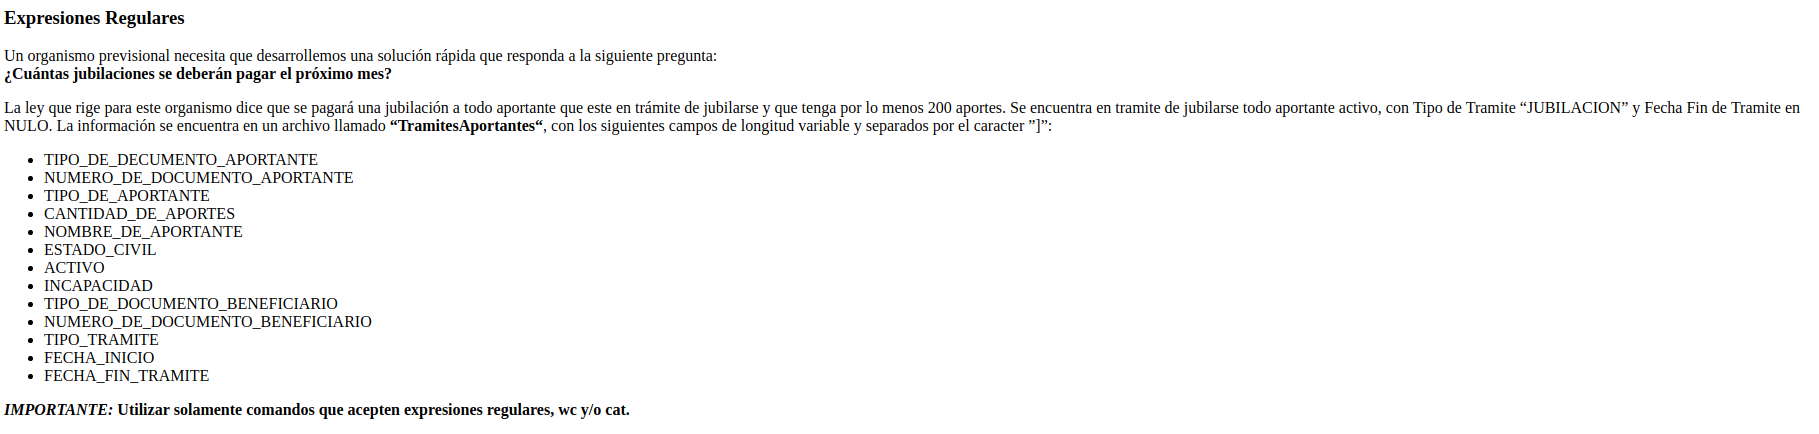 Expresiones Regulares
Un organismo previsional necesita que desarrollemos una solución rápida que responda a la siguiente pregunta:
¿Cuántas jubilaciones se deberán pagar el próximo mes?
La ley que rige para este organismo dice que se pagará una jubilación a todo aportante que este en trámite de jubilarse y que tenga por lo menos 200 aportes. Se encuentra en tramite de jubilarse todo aportante activo, con Tipo de Tramite “JUBILACION” y Fecha Fin de Tramite en
NULO. La información se encuentra en un archivo llamado “TramitesAportantes“, con los siguientes campos de longitud variable y separados por el caracter ”]”:
• TIPO_DE_DECUMENTO_APORTANTE
• NUMERO_DE_DOCUMENTO_APORTANTE
• TIPO_DE_APORTANTE
• CANTIDAD_DE_APORTES
• NOMBRE_DE_APORTANTE
• ESTADO_CIVIL
• ACTIVO
• INCAPACIDAD
• TIPO_DE_DOCUMENTO_BENEFICIARIO
• NUMERO_DE_DOCUMENTO_BENEFICIARIO
• TIPO_TRAMITE
• FECHA_INICIO
• FECHA_FIN_TRAMITE
IMPORTANTE: Utilizar solamente comandos que acepten expresiones regulares, wc y/o cat.